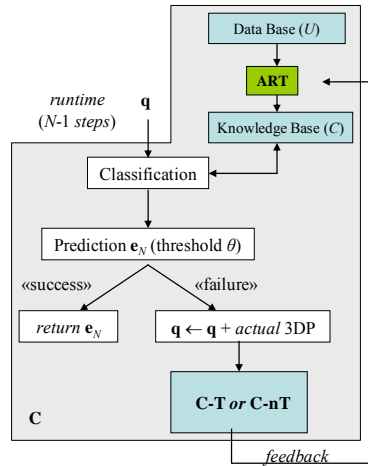 Data Base (U)
ART
runtime
(N-1 steps)
q
Knowledge Base (C)
Classification
Prediction e_N (threshold θ)
«success»
«failure»
return e_N
q ← q + actual 3DP
C-T or C-nT
C
feedback